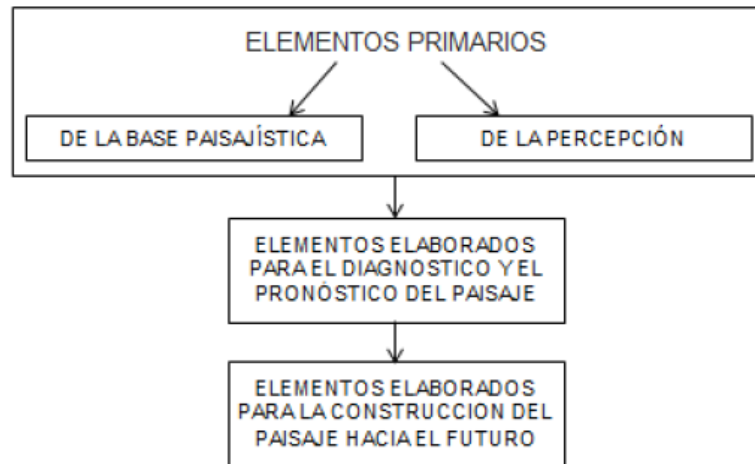 ELEMENTOS PRIMARIOS
DE LA BASE PAISAJÍSTICA
DE LA PERCEPCIÓN
ELEMENTOS ELABORADOS
PARA EL DIAGNOSTICO Y EL
PRONÓSTICO DEL PAISAJE
ELEMENTOS ELABORADOS
PARA LA CONSTRUCCION DEL
PAISAJE HACIA EL FUTURO